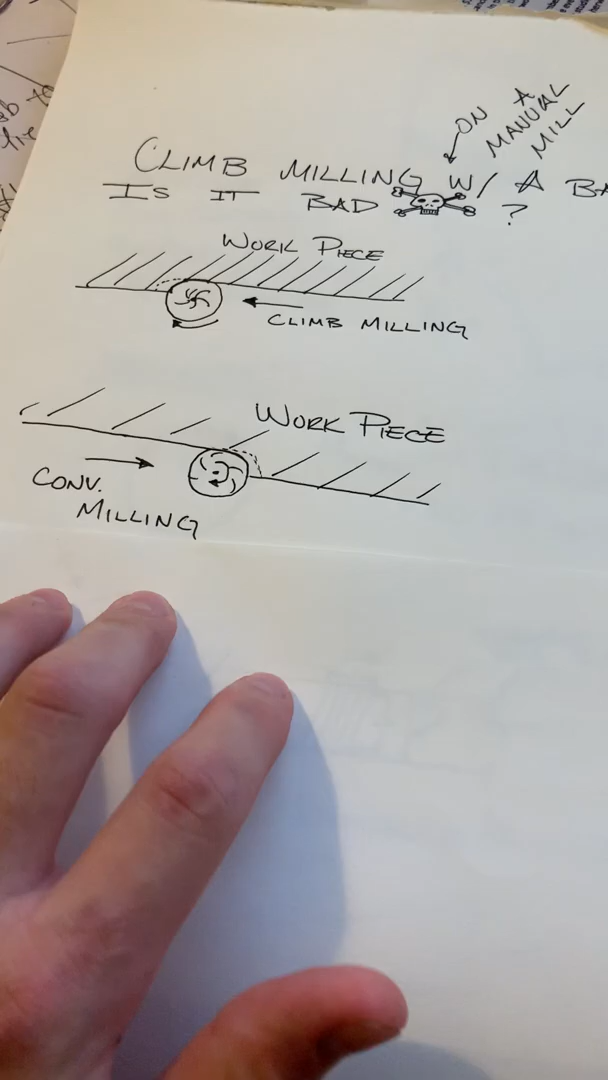 ON A
MANUAL
MILL
CLIMB MILLING W/ A BA
IS IT BAD ?
WORK PIECE
CLIMB MILLING
WORK PIECE
CONV.
MILLING